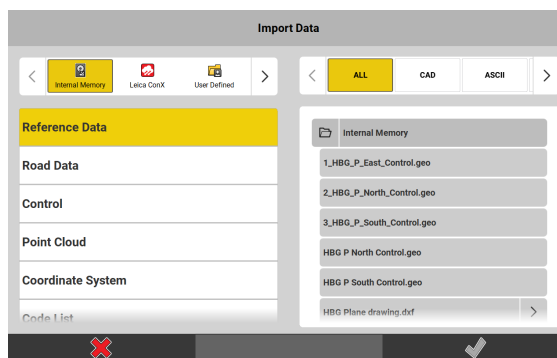 Import Data
Internal Memory
Leica ConX
User Defined
ALL
CAD
ASCII
Reference Data
Road Data
Control
Point Cloud
Coordinate System
Code List
Internal Memory
1_HBG_P_East_Control.geo
2_HBG_P_North_Control.geo
3_HBG_P_South_Control.geo
HBG P North Control.geo
HBG P South Control.geo
HBG Plane drawing.dxf